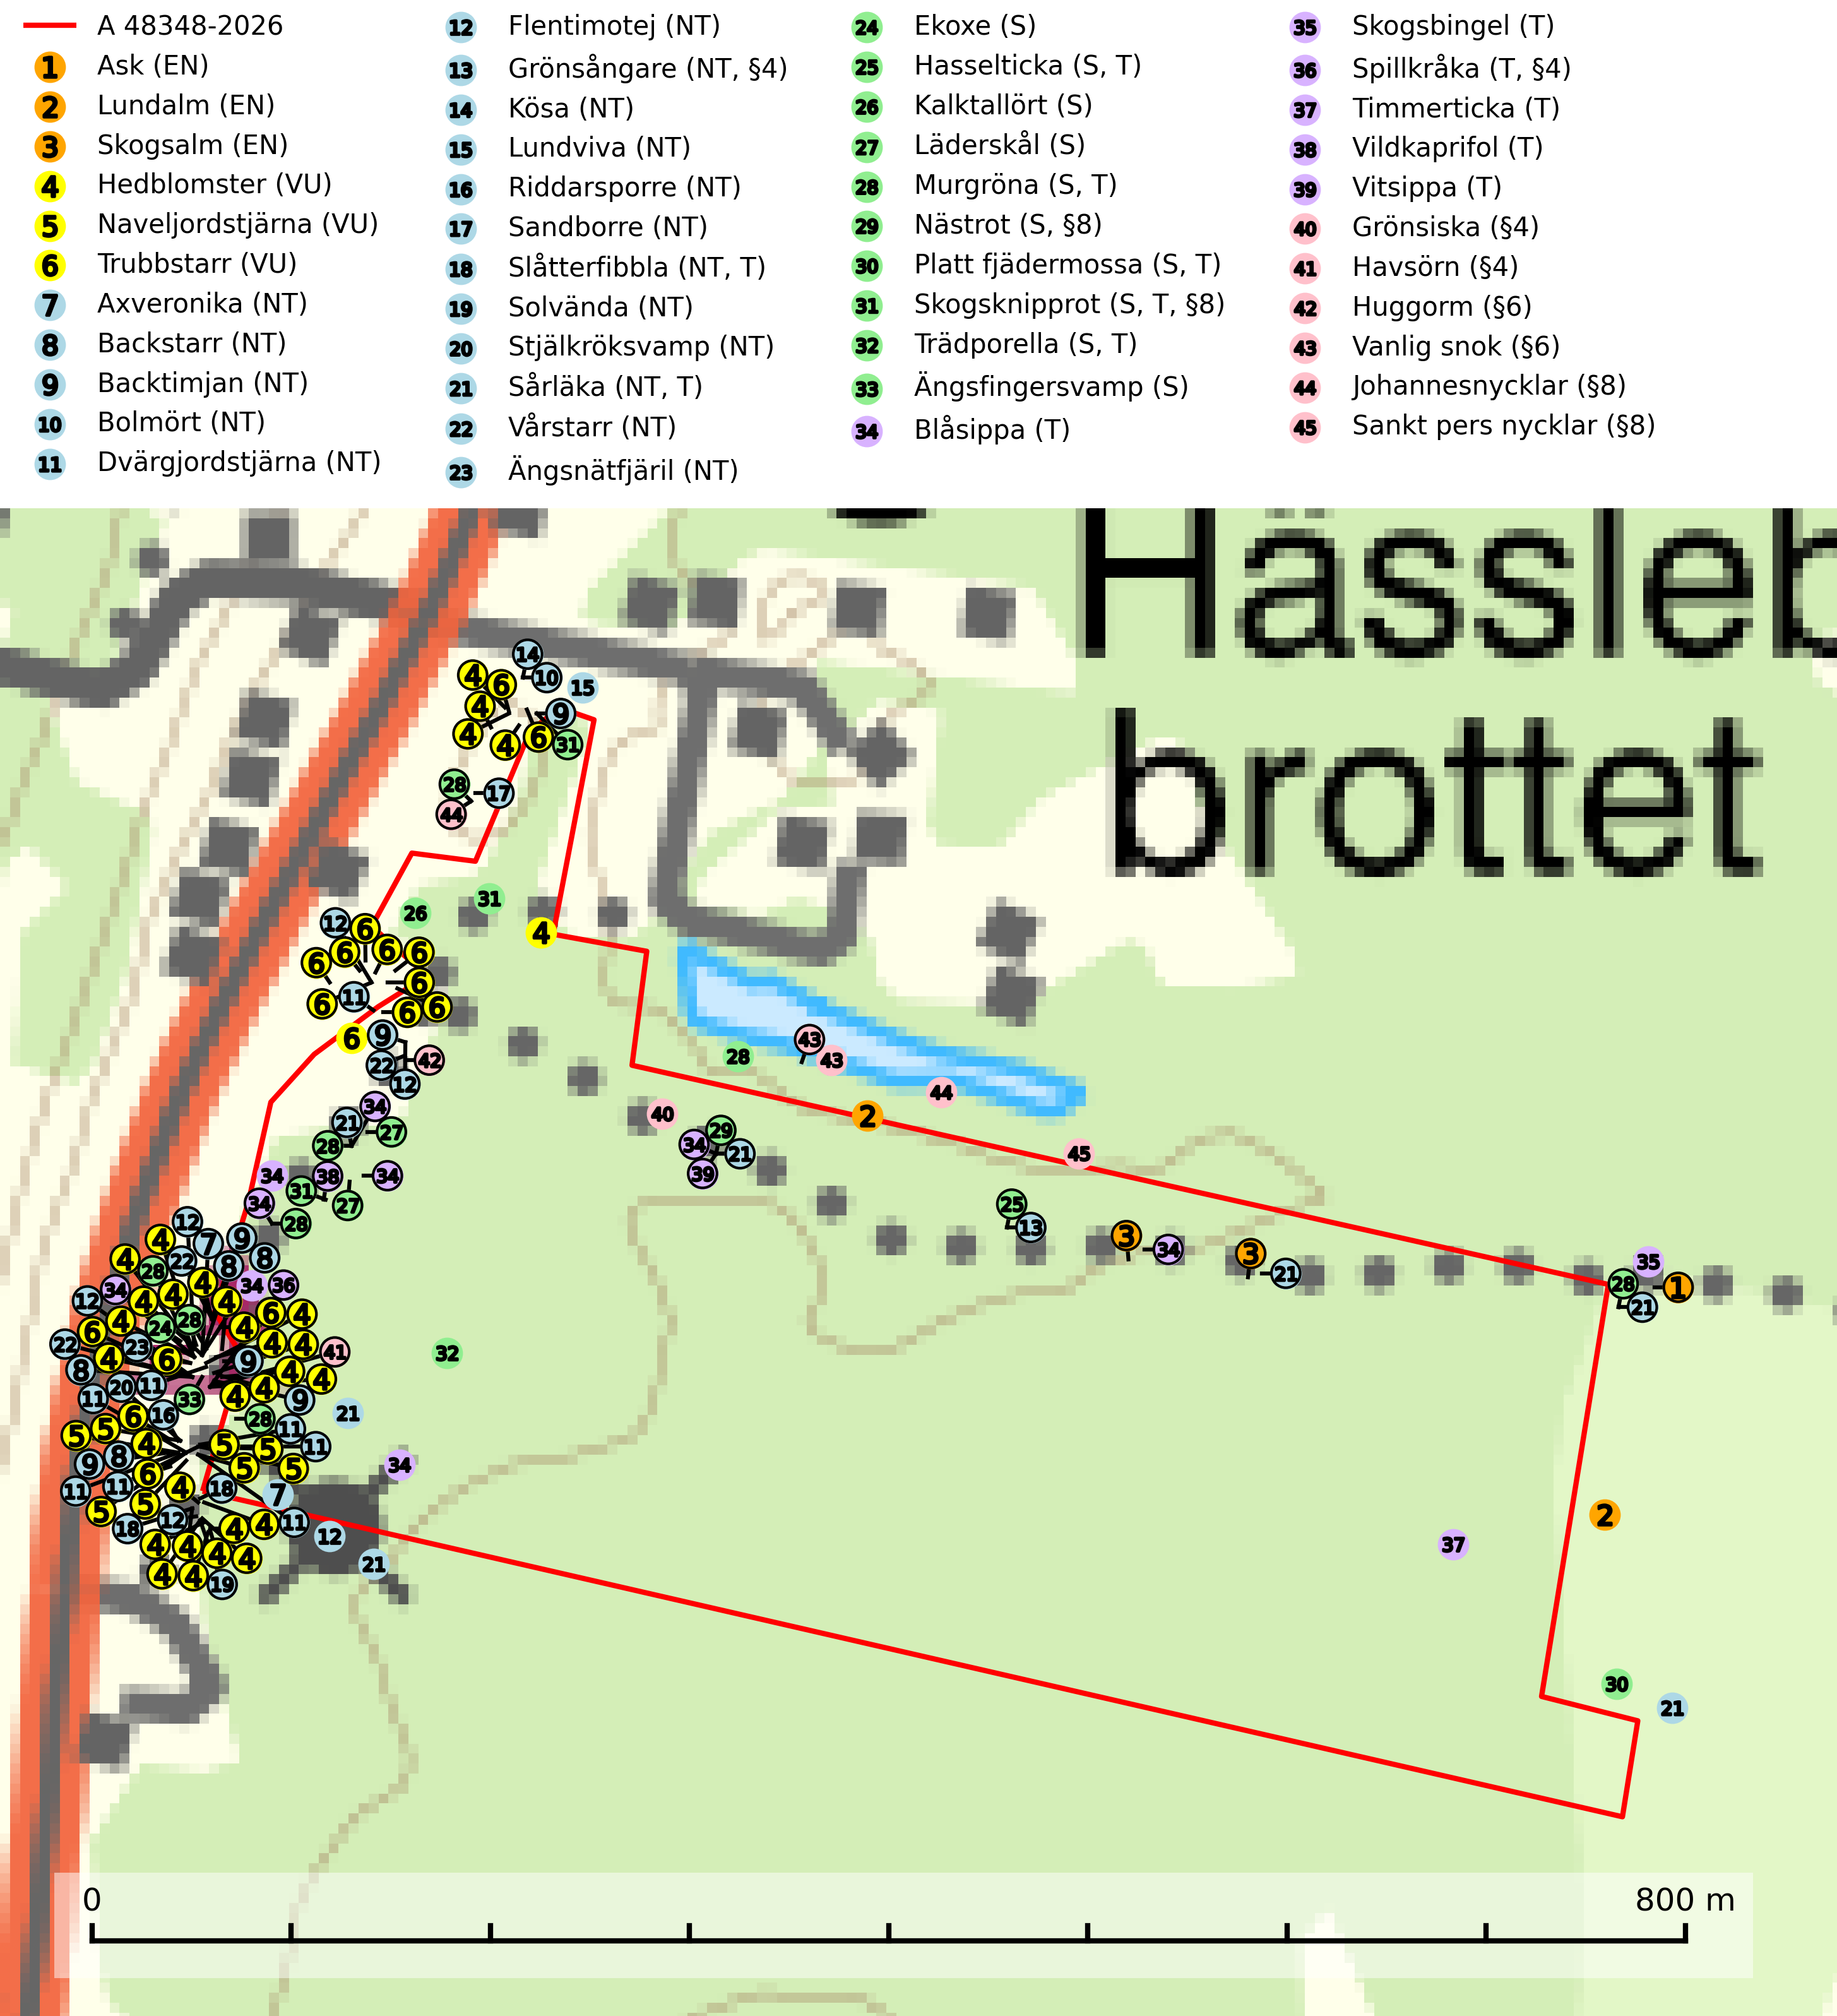 A 48348-2026
1 Ask (EN)
2 Lundalm (EN)
3 Skogsalm (EN)
4 Hedblomster (VU)
5 Naveljordstjärna (VU)
6 Trubbstarr (VU)
7 Axveronika (NT)
8 Backstarr (NT)
9 Backtimjan (NT)
10 Bolmört (NT)
11 Dvärgjordstjärna (NT)
12 Flentimotej (NT)
13 Grönsångare (NT, §4)
14 Kösa (NT)
15 Lundviva (NT)
16 Riddarsporre (NT)
17 Sandborre (NT)
18 Slåtterfibbla (NT, T)
19 Solvända (NT)
20 Stjälkröksvamp (NT)
21 Sårläka (NT, T)
22 Vårstarr (NT)
23 Ängsnätfjäril (NT)
24 Ekoxe (S)
25 Hasselticka (S, T)
26 Kalktallört (S)
27 Läderskål (S)
28 Murgröna (S, T)
29 Nästrot (S, §8)
30 Platt fjädermossa (S, T)
31 Skogsknipprot (S, T, §8)
32 Trädporella (S, T)
33 Ängsfingersvamp (S)
34 Blåsippa (T)
35 Skogsbingel (T)
36 Spillkråka (T, §4)
37 Timmerticka (T)
38 Vildkaprifol (T)
39 Vitsippa (T)
40 Grönsiska (§4)
41 Havsörn (§4)
42 Huggorm (§6)
43 Vanlig snok (§6)
44 Johannesnycklar (§8)
45 Sankt pers nycklar (§8)
Hässleb
brottet
0 800 m